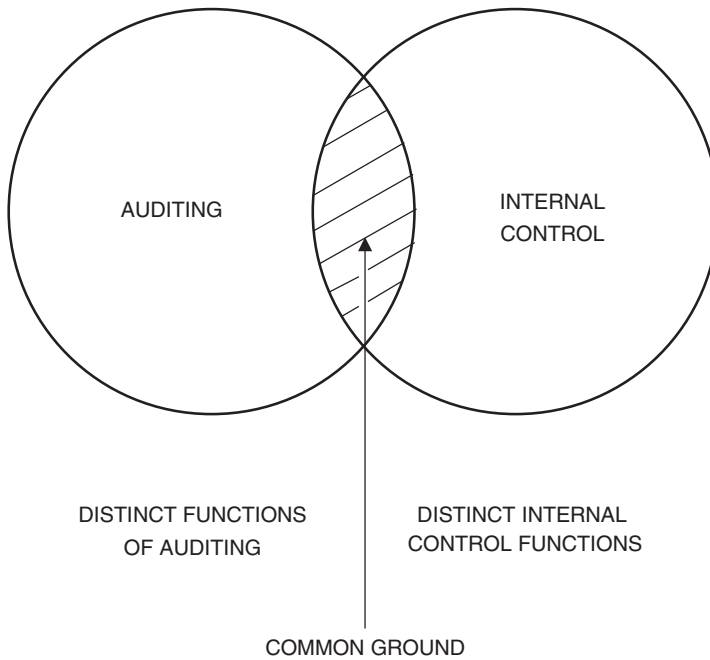 AUDITING
INTERNAL
CONTROL
DISTINCT FUNCTIONS
OF AUDITING
DISTINCT INTERNAL
CONTROL FUNCTIONS
COMMON GROUND